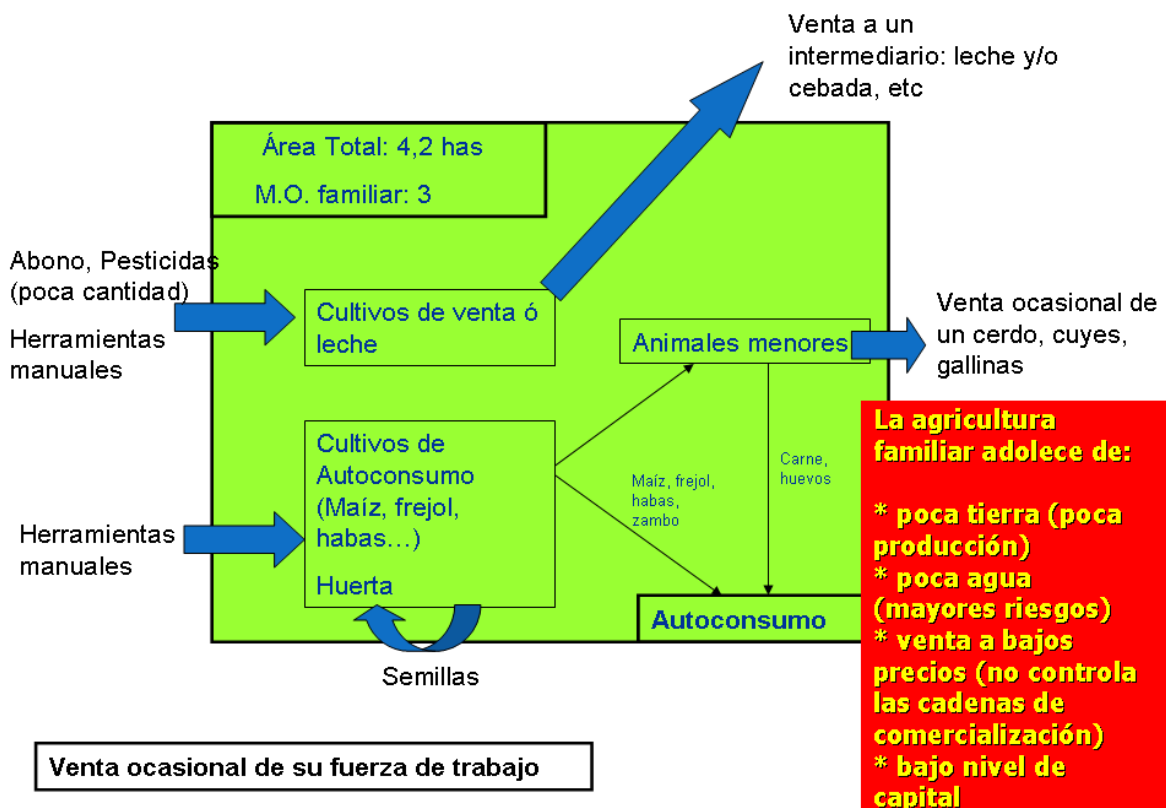 Venta a un
intermediario: leche y/o
cebada, etc
Área Total: 4,2 has
M.O. familiar: 3
Abono, Pesticidas
(poca cantidad)
Herramientas
manuales
Cultivos de venta ó
leche
Animales menores
Venta ocasional de
un cerdo, cuyes,
gallinas
Cultivos de
Autoconsumo
(Maíz, frejol,
habas…)
Huerta
Maíz, frejol,
habas,
zambo
Carne,
huevos
Herramientas
manuales
Autoconsumo
Semillas
La agricultura
familiar adolece de:
* poca tierra (poca
producción)
* poca agua
(mayores riesgos)
* venta a bajos
precios (no controla
las cadenas de
comercialización)
* bajo nivel de
capital
Venta ocasional de su fuerza de trabajo